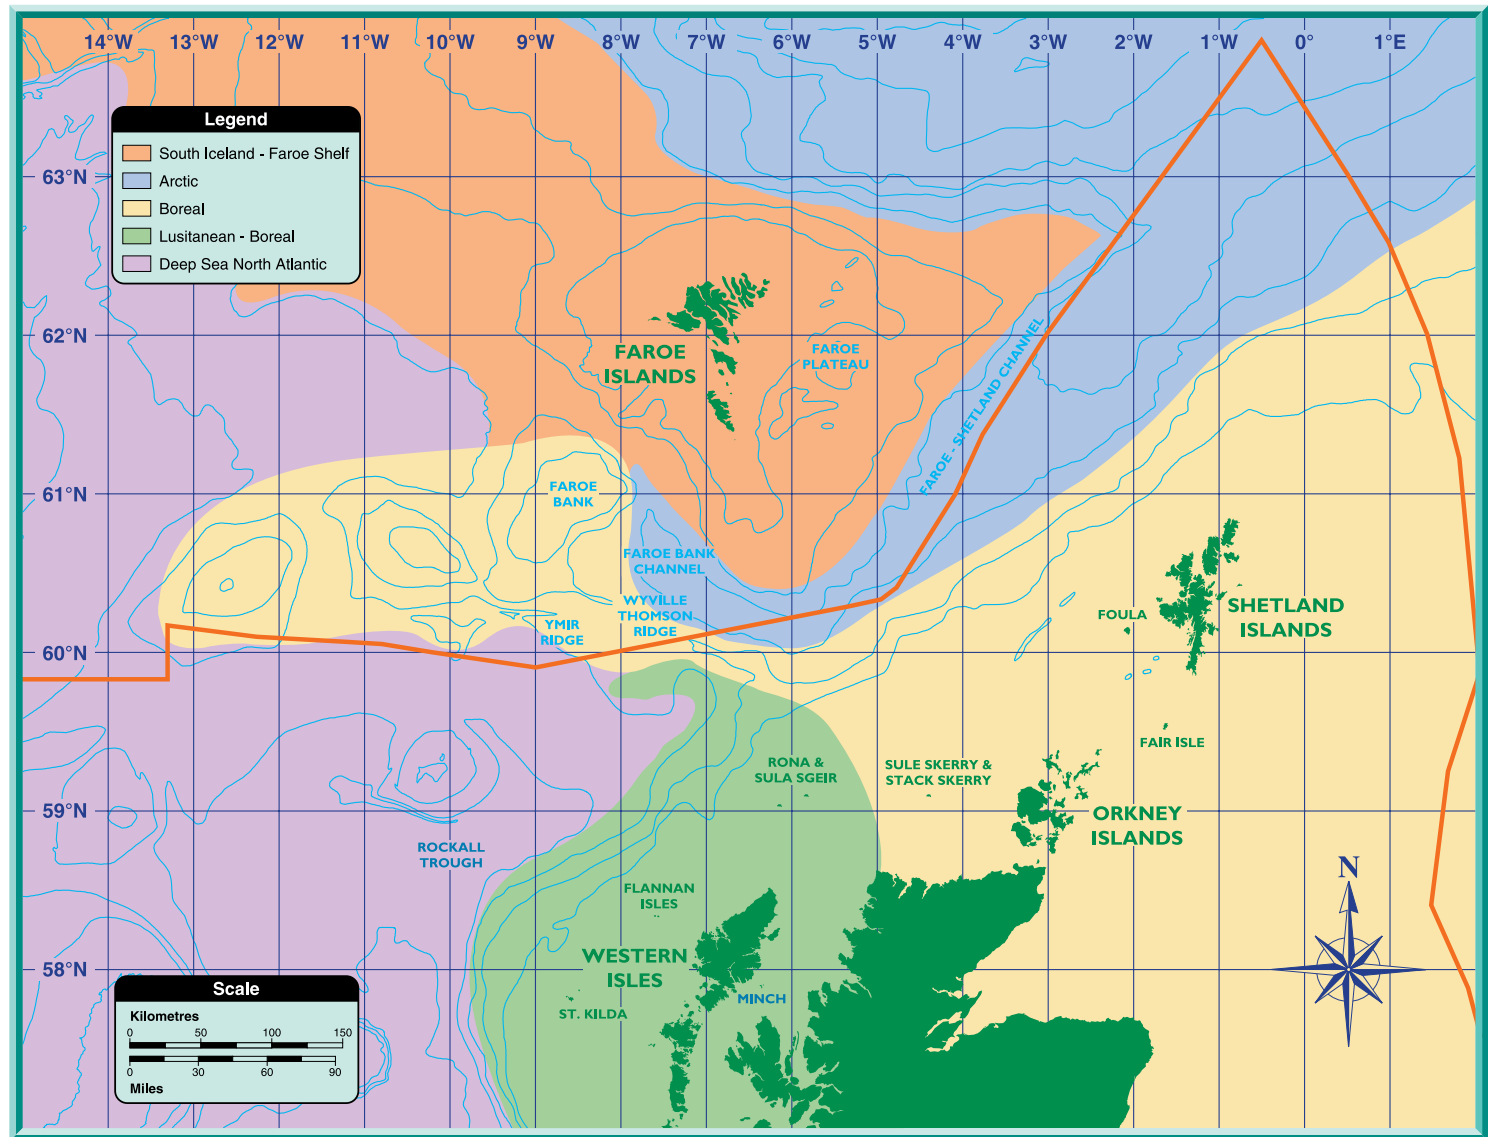 14°W 13°W 12°W 11°W 10°W 9°W 8°W 7°W 6°W 5°W 4°W 3°W 2°W 1°W 0° 1°E
Legend
South Iceland - Faroe Shelf
Arctic
Boreal
Lusitanean - Boreal
Deep Sea North Atlantic
63°N
62°N
61°N
60°N
59°N
58°N
FAROE
ISLANDS
FAROE
PLATEAU
FAROE - SHETLAND CHANNEL
FAROE
BANK
FAROE BANK
CHANNEL
WYVILLE
THOMSON
RIDGE
YMIR
RIDGE
FOULA
SHETLAND
ISLANDS
FAIR ISLE
RONA &
SULA SGEIR
SULE SKERRY &
STACK SKERRY
ORKNEY
ISLANDS
ROCKALL
TROUGH
FLANNAN
ISLES
WESTERN
ISLES
MINCH
ST. KILDA
N
Scale
Kilometres
0 50 100 150
0 30 60 90
Miles